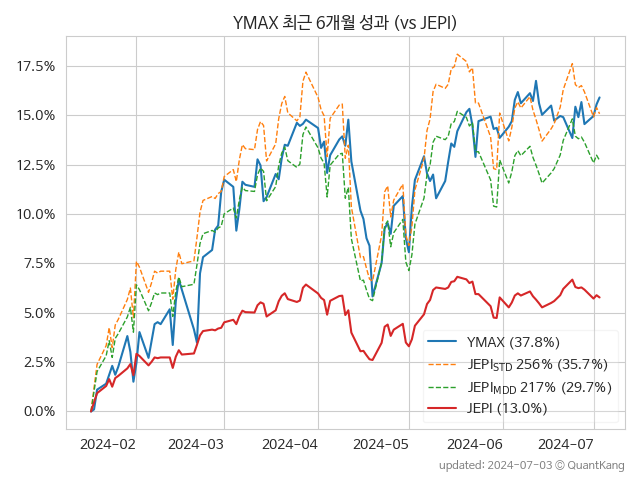 YMAX 최근 6개월 성과 (vs JEPI)
17.5%
15.0%
12.5%
10.0%
7.5%
5.0%
2.5%
0.0%
YMAX (37.8%)
JEPI_STD 256% (35.7%)
JEPI_MDD 217% (29.7%)
JEPI (13.0%)
2024-02 2024-03 2024-04 2024-05 2024-06 2024-07
updated: 2024-07-03 © QuantKang